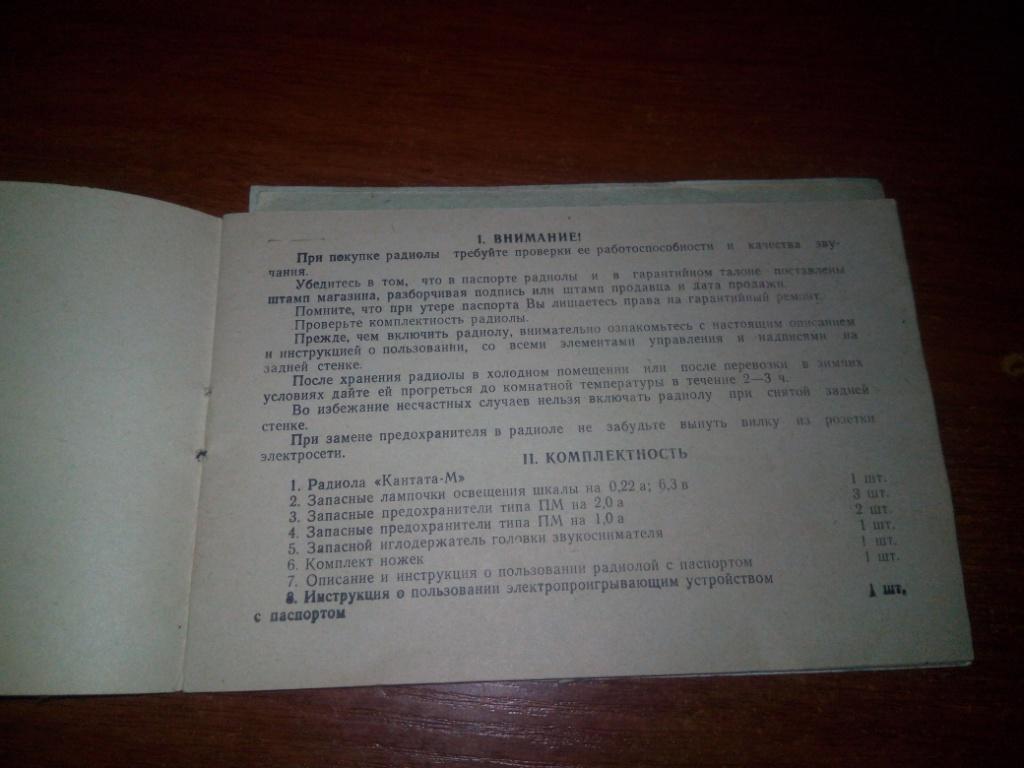 I. ВНИМАНИЕ!
При покупке радиолы требуйте проверки ее работоспособности и качества зву-
чания.
Убедитесь в том, что в паспорте радиолы и в гарантийном талоне поставлены
штамп магазина, разборчивая подпись или штамп продавца и дата продажи.
Помните, что при утере паспорта Вы лишаетесь права на гарантийный ремонт.
Проверьте комплектность радиолы.
Прежде, чем включить радиолу, внимательно ознакомьтесь с настоящим описанием
и инструкцией о пользовании, со всеми элементами управления и надписями на
задней стенке.
После хранения радиолы в холодном помещении или после перевозки в зимних
условиях дайте ей прогреться до комнатной температуры в течение 2—3 ч.
Во избежание несчастных случаев нельзя включать радиолу при снятой задней
стенке.
При замене предохранителя в радиоле не забудьте вынуть вилку из розетки
электросети.
II. КОМПЛЕКТНОСТЬ
1. Радиола «Кантата-М»
2. Запасные лампочки освещения шкалы на 0,22 а; 6,3 в 1 шт.
3. Запасные предохранители типа ПМ на 2,0 а 3 шт.
4. Запасные предохранители типа ПМ на 1,0 а 2 шт.
5. Запасной иглодержатель головки звукоснимателя 1 шт.
6. Комплект ножек 1 шт.
7. Описание и инструкция о пользовании радиолой с паспортом 1 шт.
8. Инструкция о пользовании электропроигрывающим устройством
с паспортом 1 шт.